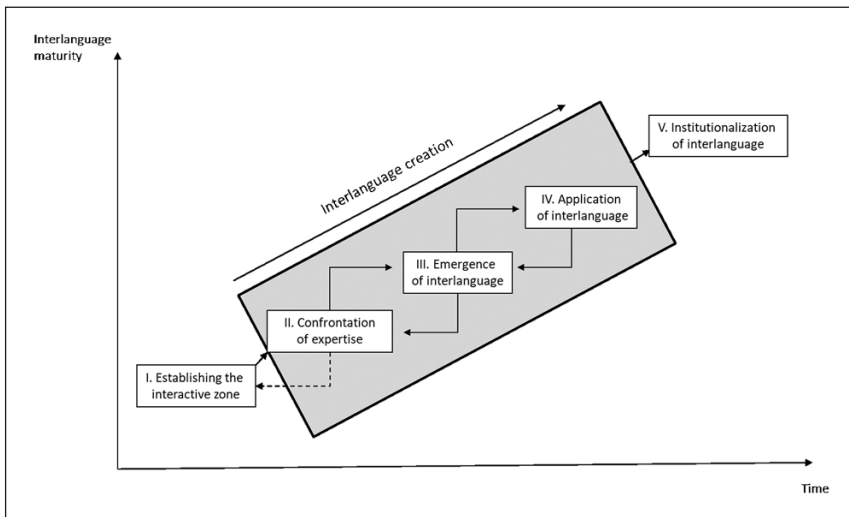 Interlanguage
maturity
Interlanguage creation
V. Institutionalization
of interlanguage
IV. Application
of interlanguage
III. Emergence
of interlanguage
II. Confrontation
of expertise
I. Establishing the
interactive zone
Time